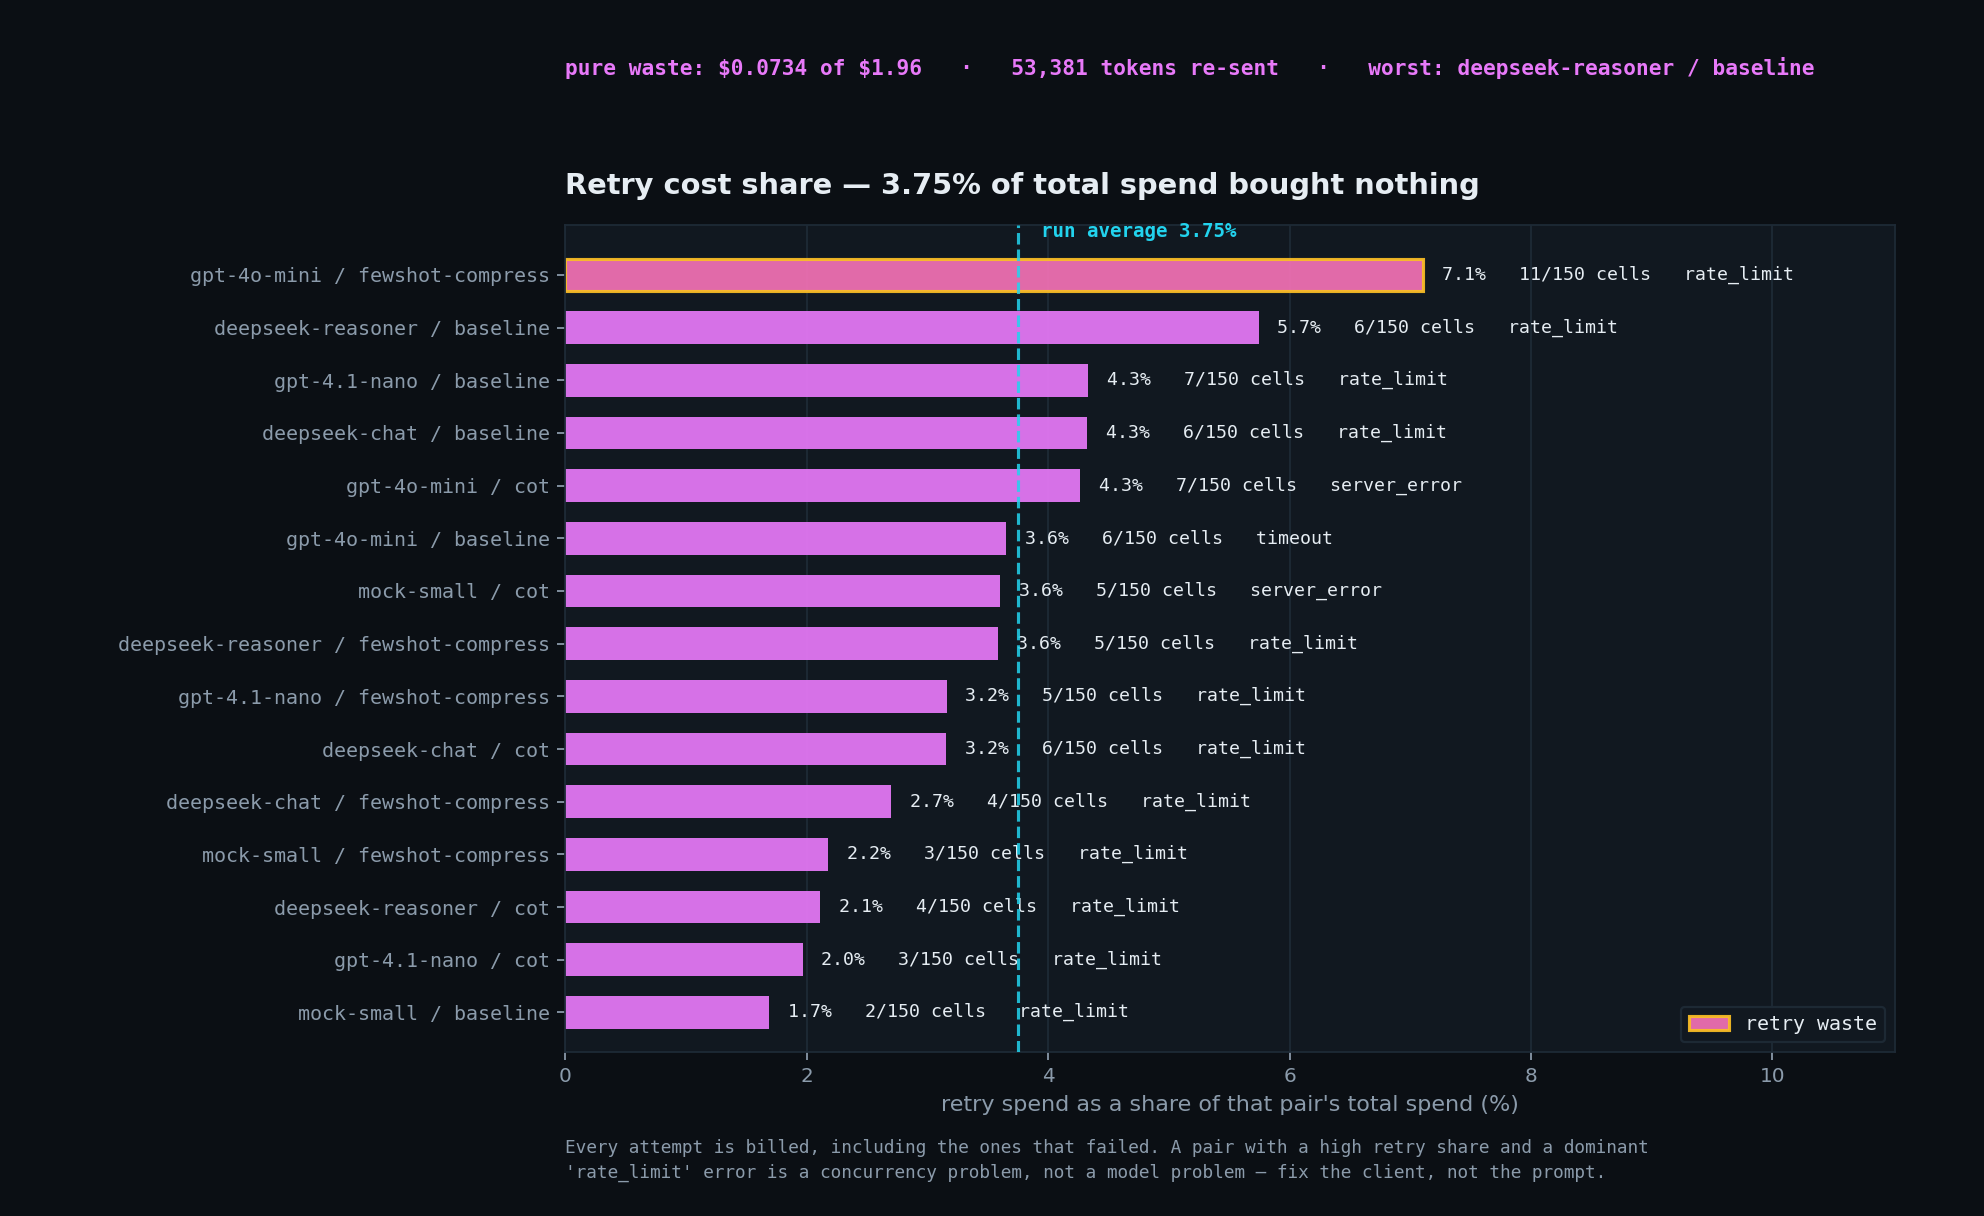 pure waste: $0.0734 of $1.96 · 53,381 tokens re-sent · worst: deepseek-reasoner / baseline
Retry cost share — 3.75% of total spend bought nothing
run average 3.75%
gpt-4o-mini / fewshot-compress 7.1% 11/150 cells rate_limit
deepseek-reasoner / baseline 5.7% 6/150 cells rate_limit
gpt-4.1-nano / baseline 4.3% 7/150 cells rate_limit
deepseek-chat / baseline 4.3% 6/150 cells rate_limit
gpt-4o-mini / cot 4.3% 7/150 cells server_error
gpt-4o-mini / baseline 3.6% 6/150 cells timeout
mock-small / cot 3.6% 5/150 cells server_error
deepseek-reasoner / fewshot-compress 3.6% 5/150 cells rate_limit
gpt-4.1-nano / fewshot-compress 3.2% 5/150 cells rate_limit
deepseek-chat / cot 3.2% 6/150 cells rate_limit
deepseek-chat / fewshot-compress 2.7% 4/150 cells rate_limit
mock-small / fewshot-compress 2.2% 3/150 cells rate_limit
deepseek-reasoner / cot 2.1% 4/150 cells rate_limit
gpt-4.1-nano / cot 2.0% 3/150 cells rate_limit
mock-small / baseline 1.7% 2/150 cells rate_limit
retry waste
0 2 4 6 8 10
retry spend as a share of that pair's total spend (%)
Every attempt is billed, including the ones that failed. A pair with a high retry share and a dominant
'rate_limit' error is a concurrency problem, not a model problem — fix the client, not the prompt.